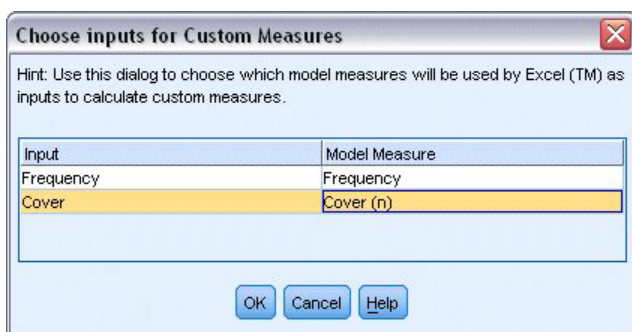 Choose inputs for Custom Measures
Hint: Use this dialog to choose which model measures will be used by Excel (TM) as
inputs to calculate custom measures.
Input Model Measure
Frequency Frequency
Cover Cover (n)
OK Cancel Help